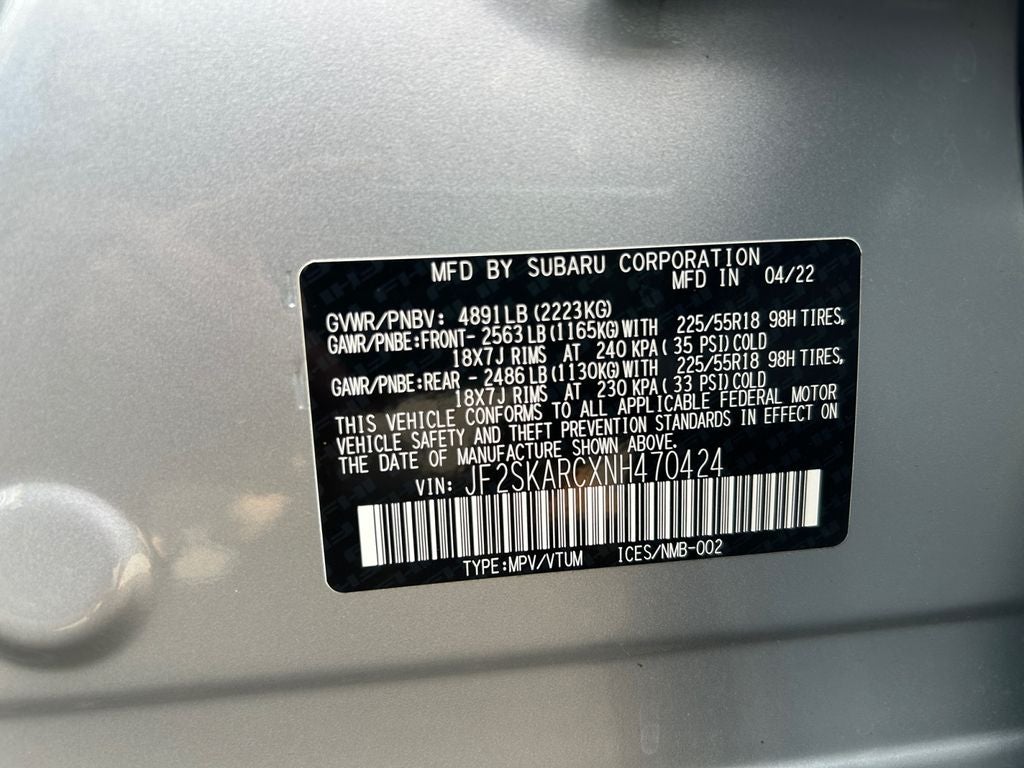 MFD BY SUBARU CORPORATION
MFD IN 04/22
GVWR/PNBV: 4891LB (2223KG)
GAWR/PNBE:FRONT- 2563 LB (1165KG) WITH 225/55R18 98H TIRES,
18X7J RIMS AT 240 KPA ( 35 PSI) COLD
GAWR/PNBE:REAR - 2486 LB (1130KG) WITH 225/55R18 98H TIRES,
18X7J RIMS AT 230 KPA ( 33 PSI) COLD
THIS VEHICLE CONFORMS TO ALL APPLICABLE FEDERAL MOTOR
VEHICLE SAFETY AND THEFT PREVENTION STANDARDS IN EFFECT ON
THE DATE OF MANUFACTURE SHOWN ABOVE.
VIN: JF2SKARCXNH470424
TYPE:MPV/VTUM ICES/NMB-002